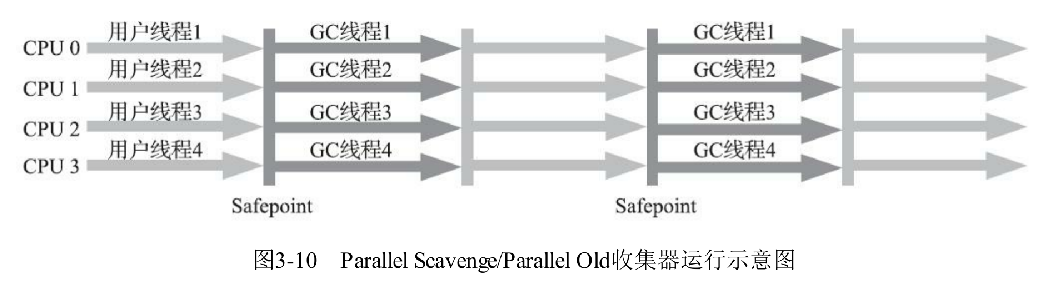 CPU 0 用户线程1 GC线程1 GC线程1
CPU 1 用户线程2 GC线程2 GC线程2
CPU 2 用户线程3 GC线程3 GC线程3
CPU 3 用户线程4 GC线程4 GC线程4
Safepoint Safepoint
图3-10 Parallel Scavenge/Parallel Old收集器运行示意图